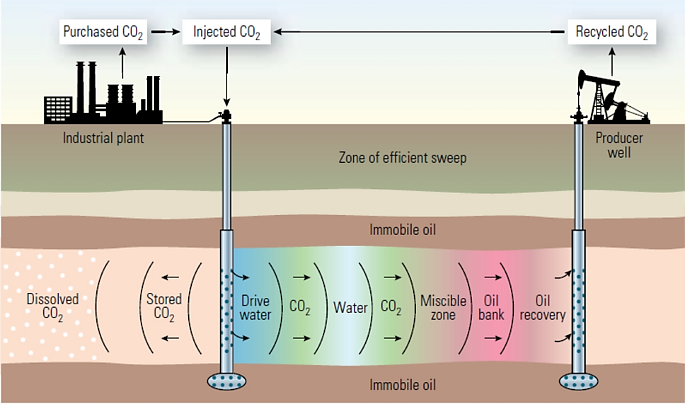 Purchased CO₂
Injected CO₂
Recycled CO₂
Industrial plant
Producer
well
Zone of efficient sweep
Immobile oil
Dissolved
CO₂
Stored
CO₂
Drive
water
CO₂
Water
CO₂
Miscible
zone
Oil
bank
Oil
recovery
Immobile oil